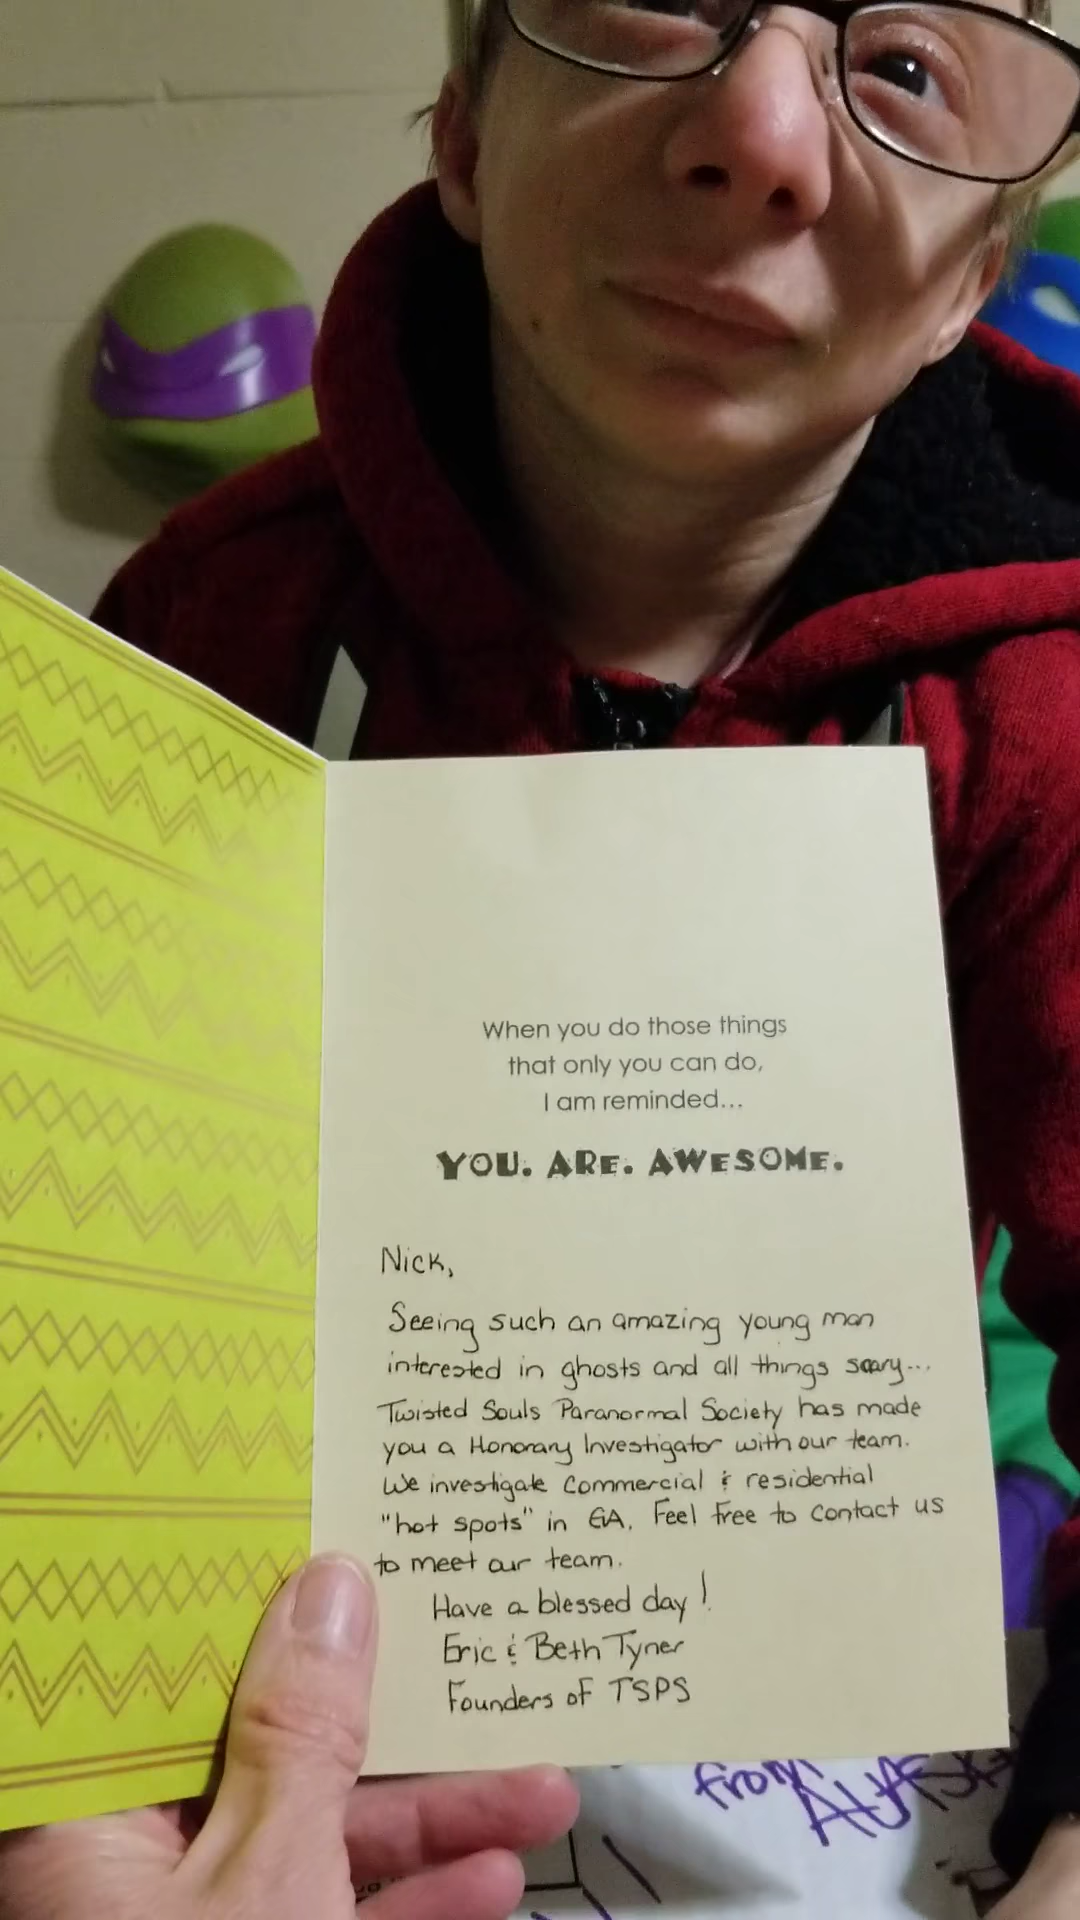 When you do those things
that only you can do,
I am reminded...
YOU. ARE. AWESOME.
Nick,
Seeing such an amazing young man
interested in ghosts and all things scary...
Twisted Souls Paranormal Society has made
you a Honorary Investigator with our team.
We investigate Commercial & residential
"hot spots" in GA. Feel free to contact us
to meet our team.
Have a blessed day!
Eric & Beth Tyner
Founders of TSPS
from